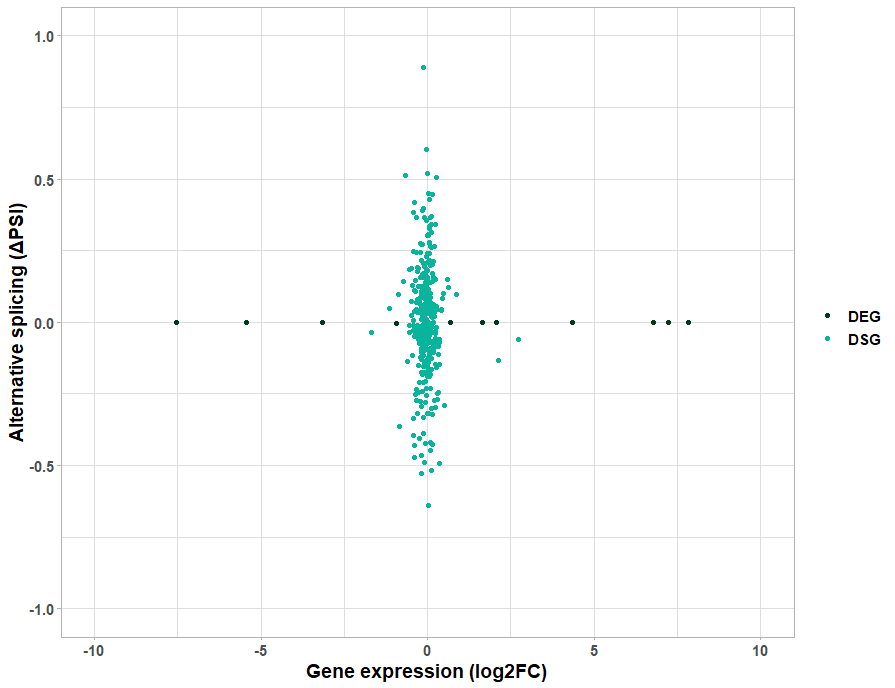 1.0
0.5
0.0
-0.5
-1.0
Alternative splicing (ΔPSI)
-10
-5
0
5
10
Gene expression (log2FC)
DEG
DSG